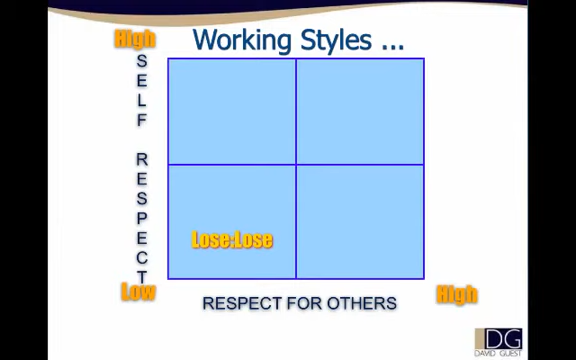 Working Styles ...
High
SELF RESPECT
Lose:Lose
Low
RESPECT FOR OTHERS
High
DG
DAVID GUEST